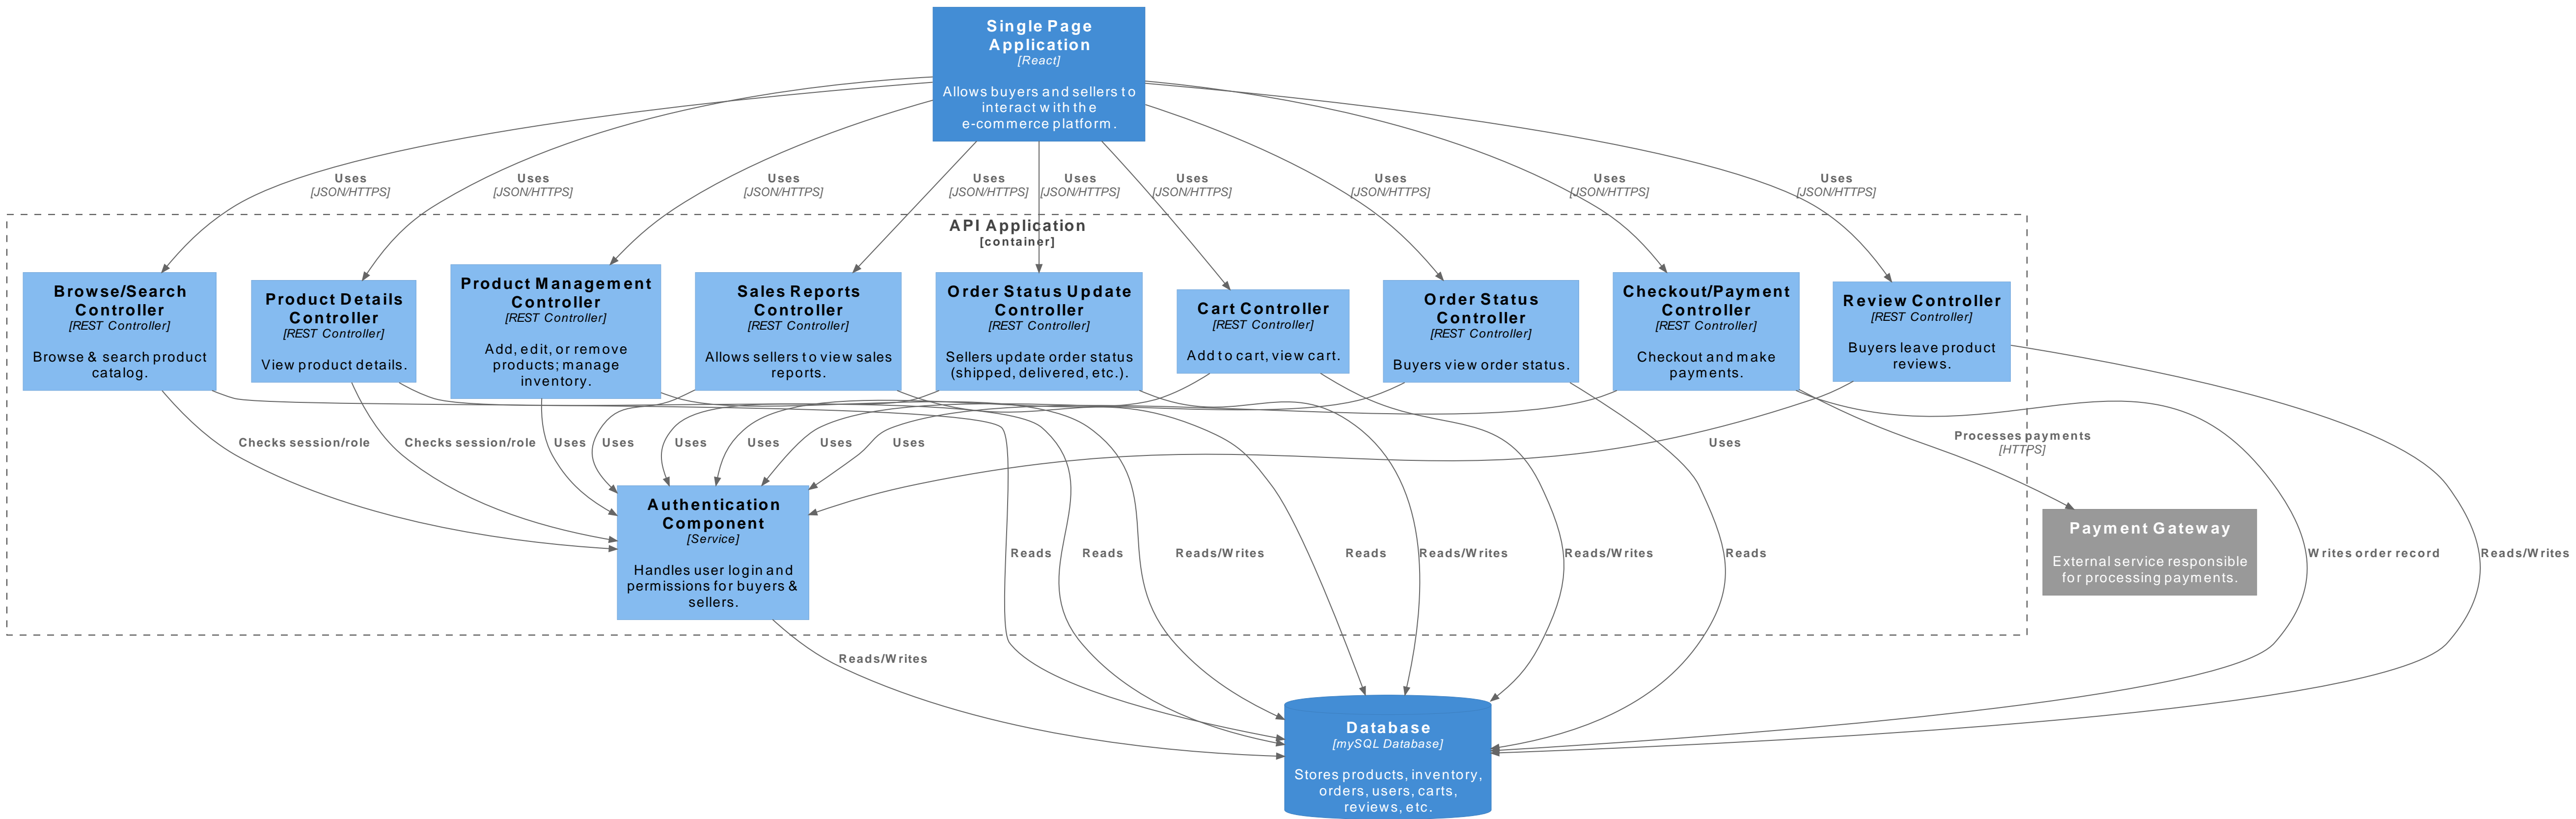 Single Page
Application
[React]
Allows buyers and sellers to
interact with the
e-commerce platform.
Uses
[JSON/HTTPS]
Uses
[JSON/HTTPS]
Uses
[JSON/HTTPS]
Uses
[JSON/HTTPS]
Uses
[JSON/HTTPS]
Uses
[JSON/HTTPS]
Uses
[JSON/HTTPS]
Uses
[JSON/HTTPS]
Uses
[JSON/HTTPS]
API Application
[container]
Browse/Search
Controller
[REST Controller]
Browse & search product
catalog.
Product Details
Controller
[REST Controller]
View product details.
Product Management
Controller
[REST Controller]
Add, edit, or remove
products; manage
inventory.
Sales Reports
Controller
[REST Controller]
Allows sellers to view sales
reports.
Order Status Update
Controller
[REST Controller]
Sellers update order status
(shipped, delivered, etc.).
Cart Controller
[REST Controller]
Add to cart, view cart.
Order Status
Controller
[REST Controller]
Buyers view order status.
Checkout/Payment
Controller
[REST Controller]
Checkout and make
payments.
Review Controller
[REST Controller]
Buyers leave product
reviews.
Checks session/role
Checks session/role
Uses
Uses
Uses
Uses
Uses
Uses
Uses
Processes payments
[HTTPS]
Authentication
Component
[Service]
Handles user login and
permissions for buyers &
sellers.
Reads
Reads
Reads/Writes
Reads
Reads/Writes
Reads/Writes
Reads
Payment Gateway
External service responsible
for processing payments.
Writes order record
Reads/Writes
Reads/Writes
Database
[mySQL Database]
Stores products, inventory,
orders, users, carts,
reviews, etc.